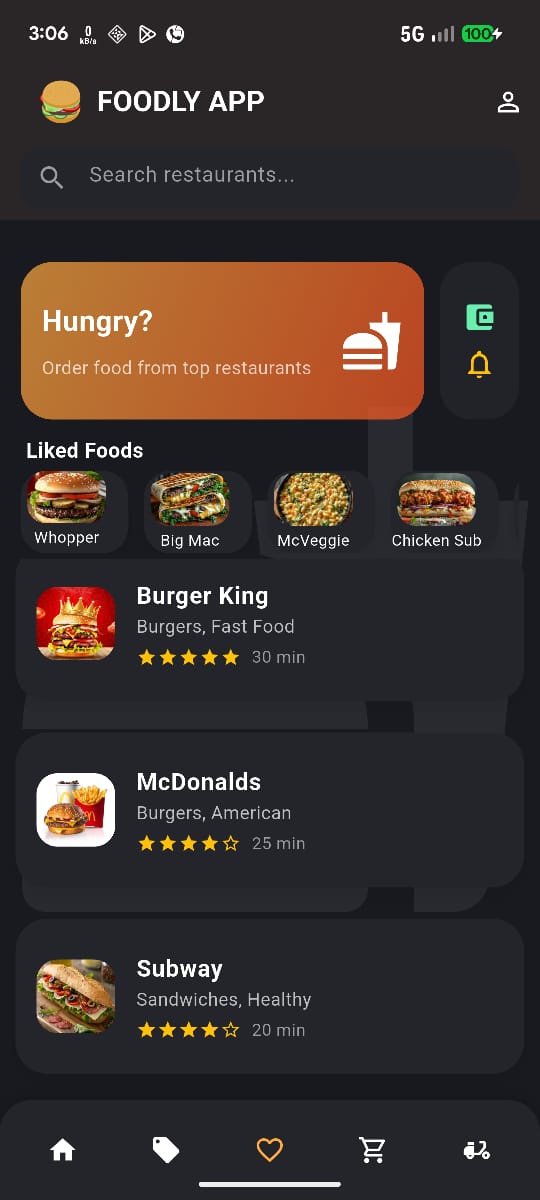 3:06 0 kB/s 5G 100
FOODLY APP
Search restaurants...
Hungry?
Order food from top restaurants
Liked Foods
Whopper Big Mac McVeggie Chicken Sub
Burger King
Burgers, Fast Food
30 min
McDonalds
Burgers, American
25 min
Subway
Sandwiches, Healthy
20 min